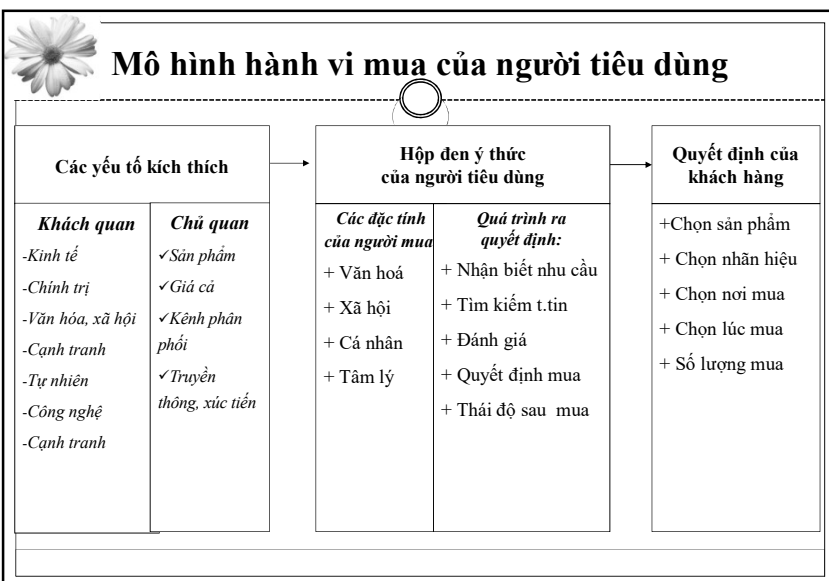 Mô hình hành vi mua của người tiêu dùng
Các yếu tố kích thích
Khách quan
-Kinh tế
-Chính trị
-Văn hóa, xã hội
-Cạnh tranh
-Tự nhiên
-Công nghệ
-Cạnh tranh
Chủ quan
✓Sản phẩm
✓Giá cả
✓Kênh phân
phối
✓Truyền
thông, xúc tiến
Hộp đen ý thức
của người tiêu dùng
Các đặc tính
của người mua
+ Văn hoá
+ Xã hội
+ Cá nhân
+ Tâm lý
Quá trình ra
quyết định:
+ Nhận biết nhu cầu
+ Tìm kiếm t.tin
+ Đánh giá
+ Quyết định mua
+ Thái độ sau mua
Quyết định của
khách hàng
+Chọn sản phẩm
+ Chọn nhãn hiệu
+ Chọn nơi mua
+ Chọn lúc mua
+ Số lượng mua